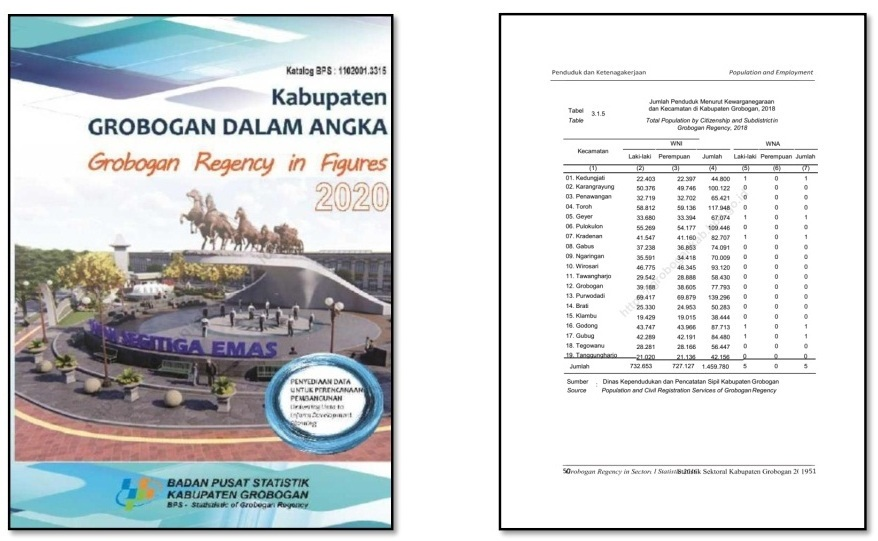 Katalog BPS : 1102001.3315
Kabupaten
GROBOGAN DALAM ANGKA
Grobogan Regency in Figures
2020
NEGITIGA EMAS
PENYEDIAAN DATA
UNTUK PERENCANAAN
PEMBANGUNAN
BADAN PUSAT STATISTIK
KABUPATEN GROBOGAN
BPS - Statististic of Grobogan Regency
Penduduk dan Ketenagakerjaan Population and Employment
Tabel
Table
3.1.5
Jumlah Penduduk Menurut Kewarganegaraan
dan Kecamatan di Kabupaten Grobogan, 2018
Total Population by Citizenship and Subdistrict in
Grobogan Regency, 2018
Kecamatan WNI WNA
Laki-laki Perempuan Jumlah Laki-laki Perempuan Jumlah
(1) (2) (3) (4) (5) (6) (7)
01. Kedungjati 22.403 22.397 44.800 1 0 1
02. Karangrayung 50.376 49.746 100.122 0 0 0
03. Penawangan 32.719 32.702 65.421 0 0 0
04. Toroh 58.812 59.136 117.948 0 0 0
05. Geyer 33.680 33.394 67.074 1 0 1
06. Pulokulon 55.269 54.177 109.446 0 0 0
07. Kradenan 41.547 41.160 82.707 1 0 1
08. Gabus 37.238 36.853 74.091 0 0 0
09. Ngaringan 35.591 34.418 70.009 0 0 0
10. Wirosari 46.775 46.345 93.120 0 0 0
11. Tawangharjo 29.542 28.888 58.430 0 0 0
12. Grobogan 39.188 38.605 77.793 0 0 0
13. Purwodadi 69.417 69.879 139.296 0 0 0
14. Brati 25.330 24.953 50.283 0 0 0
15. Klambu 19.429 19.015 38.444 0 0 0
16. Godong 43.747 43.966 87.713 1 0 1
17. Gubug 42.289 42.191 84.480 1 0 1
18. Tegowanu 28.281 28.166 56.447 0 0 0
19. Tanggungharjo 21.020 21.136 42.156 0 0 0
Jumlah 732.653 727.127 1.459.780 5 0 5
Sumber : Dinas Kependudukan dan Pencatatan Sipil Kabupaten Grobogan
Source Population and Civil Registration Services of Grobogan Regency
Grobogan Regency in Sectors Sektoral Kabupaten Grobogan